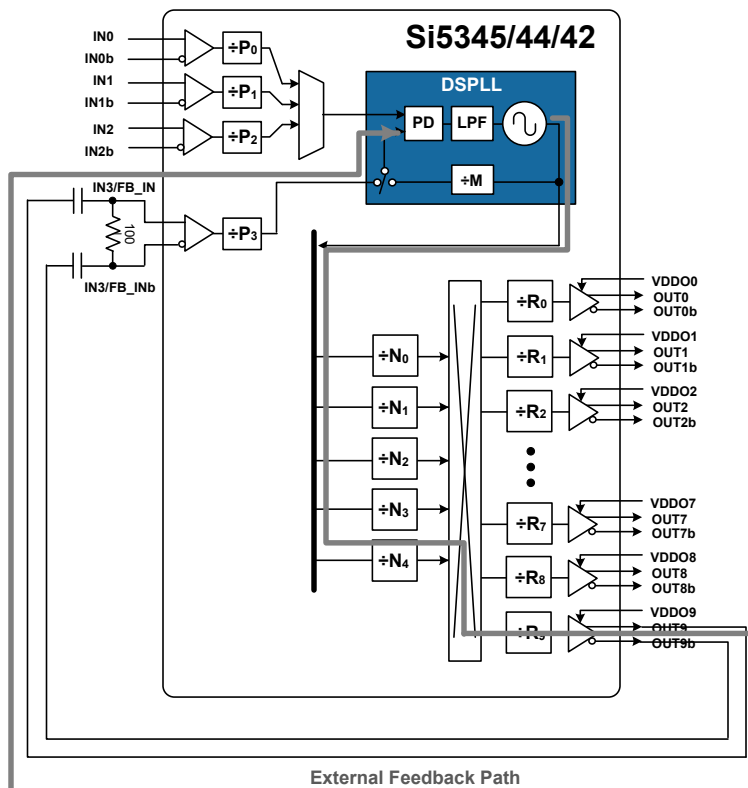 Si5345/44/42
IN0
IN0b
÷P0
IN1
IN1b
÷P1
IN2
IN2b
÷P2
DSPLL
PD
LPF
÷M
IN3/FB_IN
100
÷P3
IN3/FB_INb
÷N0
÷N1
÷N2
÷N3
÷N4
÷R0
VDDO0
OUT0
OUT0b
÷R1
VDDO1
OUT1
OUT1b
÷R2
VDDO2
OUT2
OUT2b
÷R7
VDDO7
OUT7
OUT7b
÷R8
VDDO8
OUT8
OUT8b
÷R9
VDDO9
OUT9
OUT9b
External Feedback Path